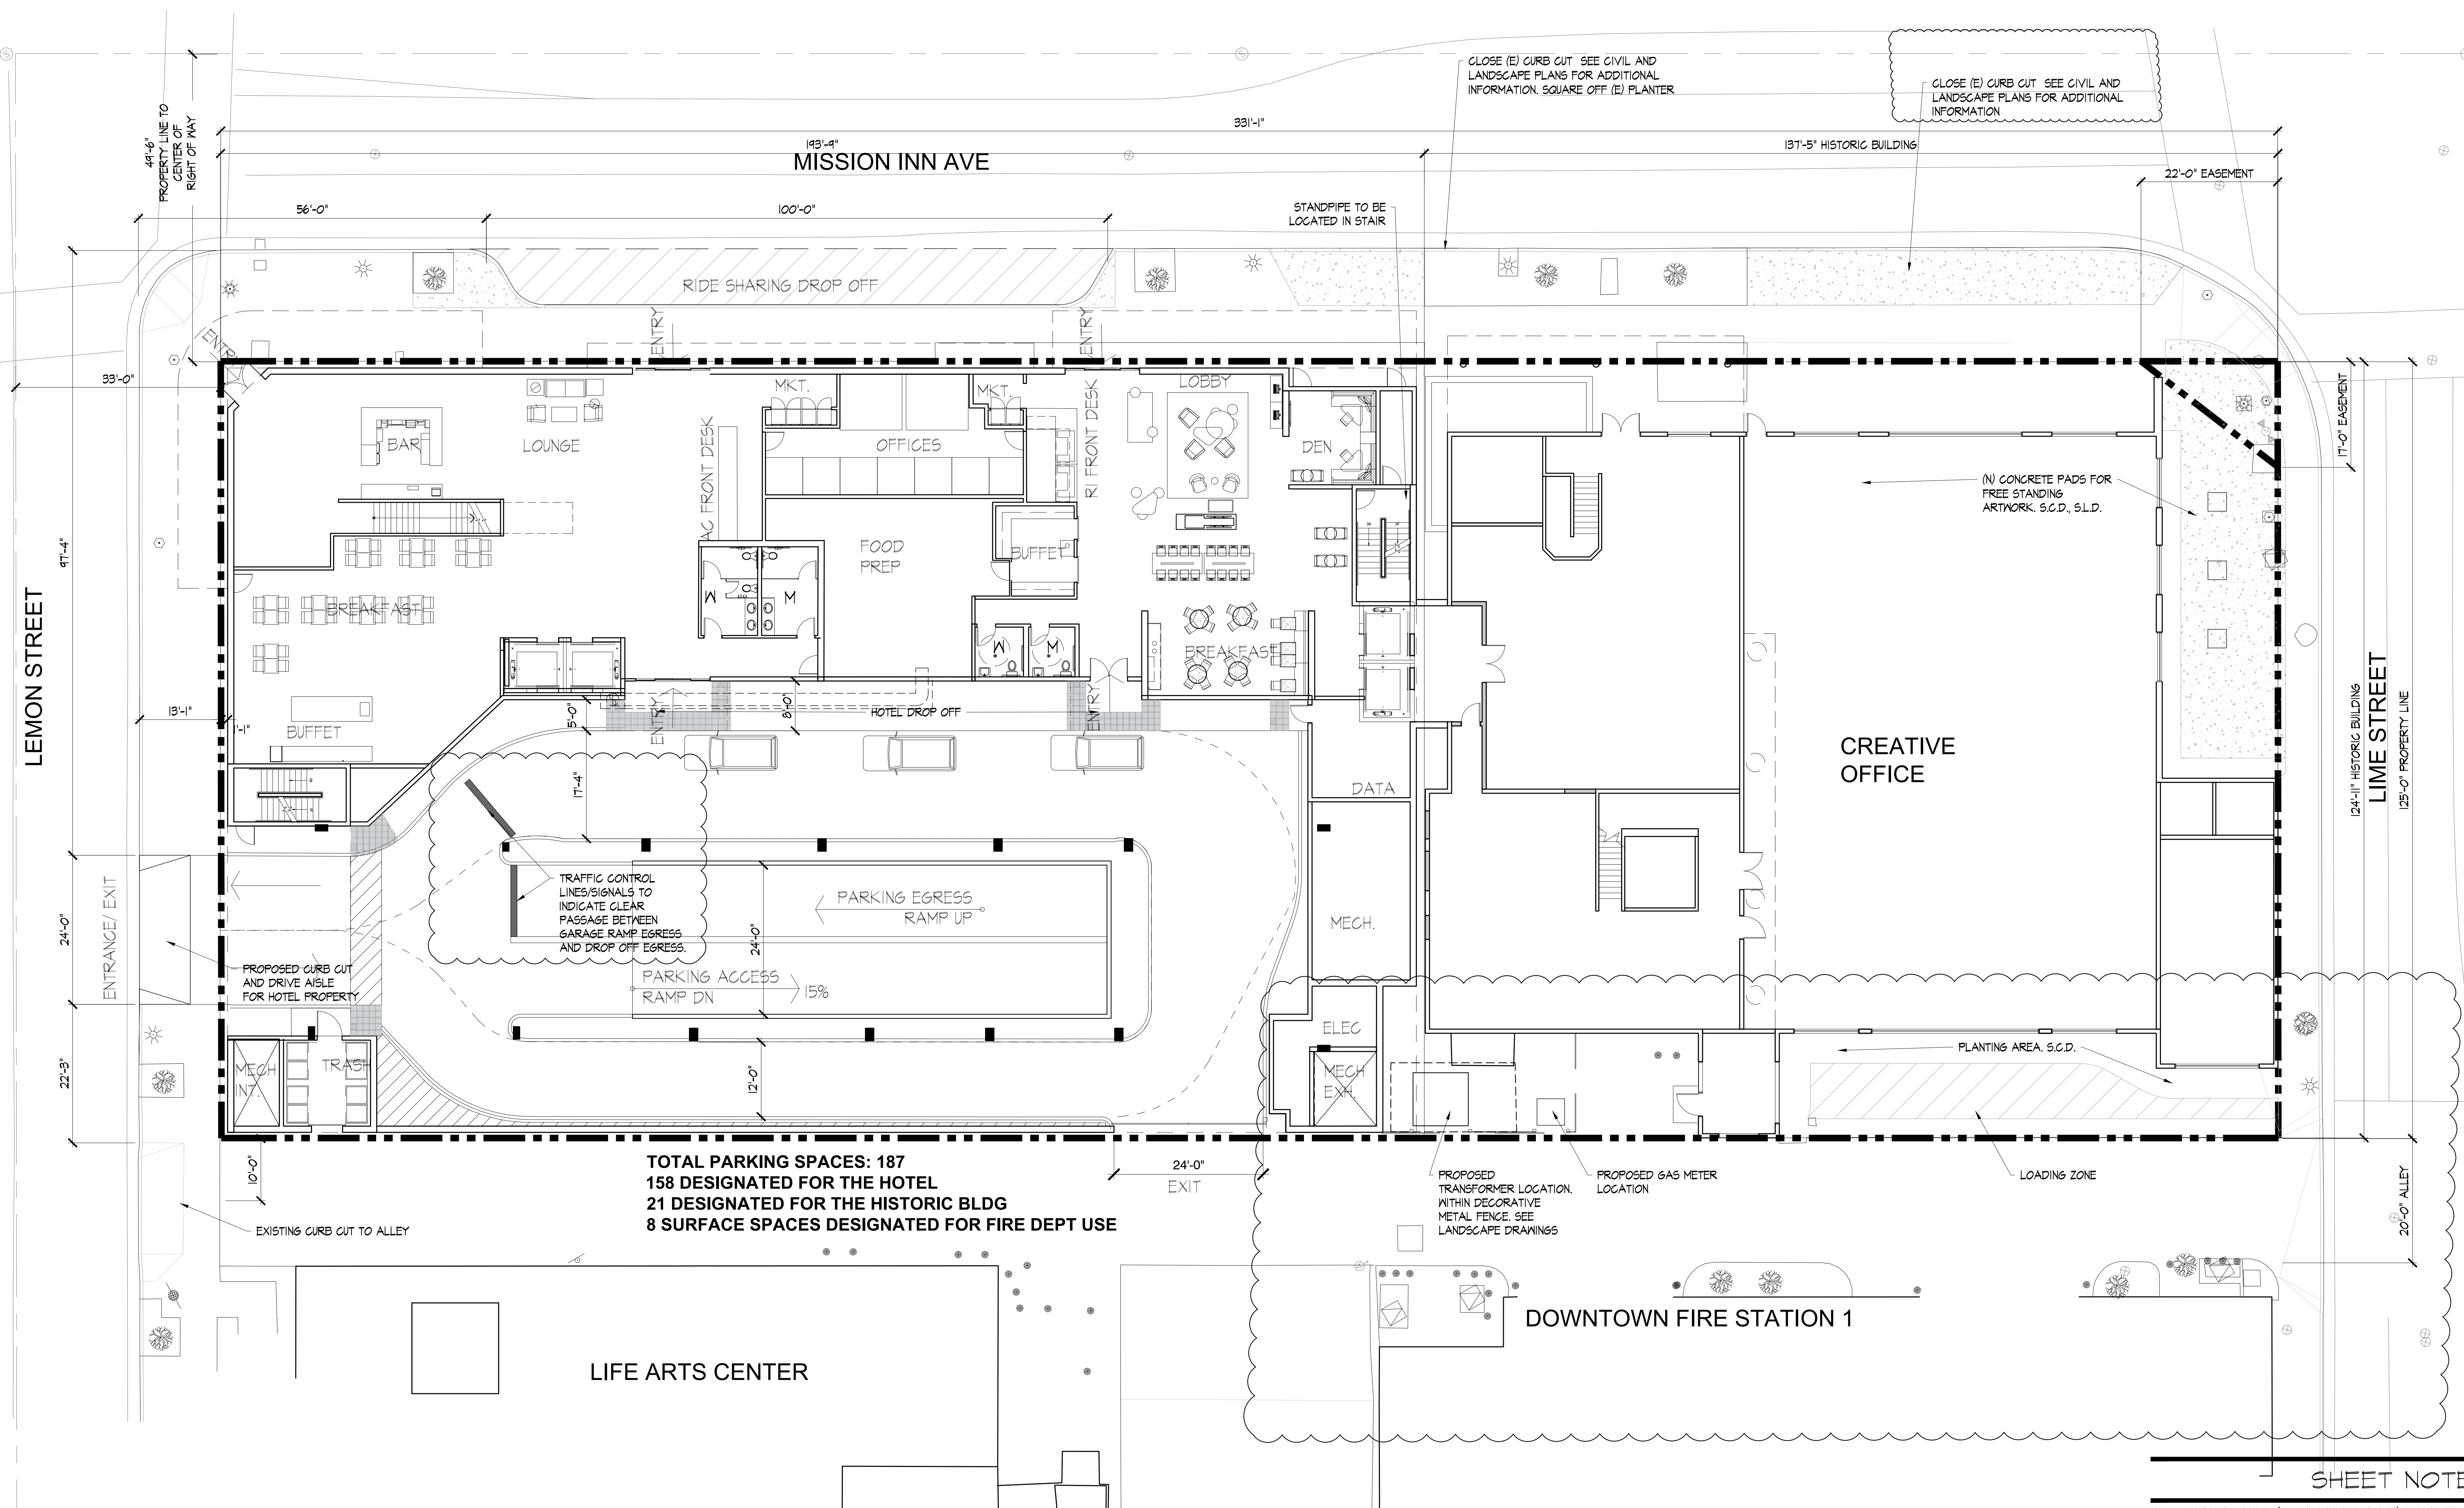 CLOSE (E) CURB CUT SEE CIVIL AND
LANDSCAPE PLANS FOR ADDITIONAL
INFORMATION. SQUARE OFF (E) PLANTER
CLOSE (E) CURB CUT SEE CIVIL AND
LANDSCAPE PLANS FOR ADDITIONAL
INFORMATION
49'-6"
PROPERTY LINE TO
CENTER OF
RIGHT OF WAY
331'-1"
193'-9"
137'-5" HISTORIC BUILDING
MISSION INN AVE
22'-0" EASEMENT
56'-0"
100'-0"
STANDPIPE TO BE
LOCATED IN STAIR
RIDE SHARING DROP OFF
ENTRY
ENTRY
33'-0"
MKT.
MKT.
LOBBY
BAR
LOUNGE
AC FRONT DESK
OFFICES
RI FRONT DESK
DEN
17'-0" EASEMENT
(N) CONCRETE PADS FOR
FREE STANDING
ARTWORK. S.C.D., S.L.D.
97'-4"
FOOD
PREP
BUFFET
W
M
BREAKFAST
W
M
BREAKFAST
LEMON STREET
13'-1"
1'-1"
BUFFET
5'-0"
ENTRY
8'-0"
HOTEL DROP OFF
ENTRY
CREATIVE
OFFICE
124'-11" HISTORIC BUILDING
LIME STREET
125'-0" PROPERTY LINE
17'-4"
DATA
TRAFFIC CONTROL
LINES/SIGNALS TO
INDICATE CLEAR
PASSAGE BETWEEN
GARAGE RAMP EGRESS
AND DROP OFF EGRESS.
PARKING EGRESS
RAMP UP
MECH.
24'-0"
ENTRANCE/ EXIT
24'-0"
PROPOSED CURB CUT
AND DRIVE AISLE
FOR HOTEL PROPERTY
PARKING ACCESS
RAMP DN
15%
ELEC
22'-3"
MECH
INT.
TRASH
12'-0"
MECH
EXH.
PLANTING AREA. S.C.D.
10'-0"
TOTAL PARKING SPACES: 187
158 DESIGNATED FOR THE HOTEL
21 DESIGNATED FOR THE HISTORIC BLDG
8 SURFACE SPACES DESIGNATED FOR FIRE DEPT USE
24'-0"
EXIT
PROPOSED
TRANSFORMER LOCATION.
WITHIN DECORATIVE
METAL FENCE. SEE
LANDSCAPE DRAWINGS
PROPOSED GAS METER
LOCATION
LOADING ZONE
20'-0" ALLEY
EXISTING CURB CUT TO ALLEY
DOWNTOWN FIRE STATION 1
LIFE ARTS CENTER
SHEET NOTE